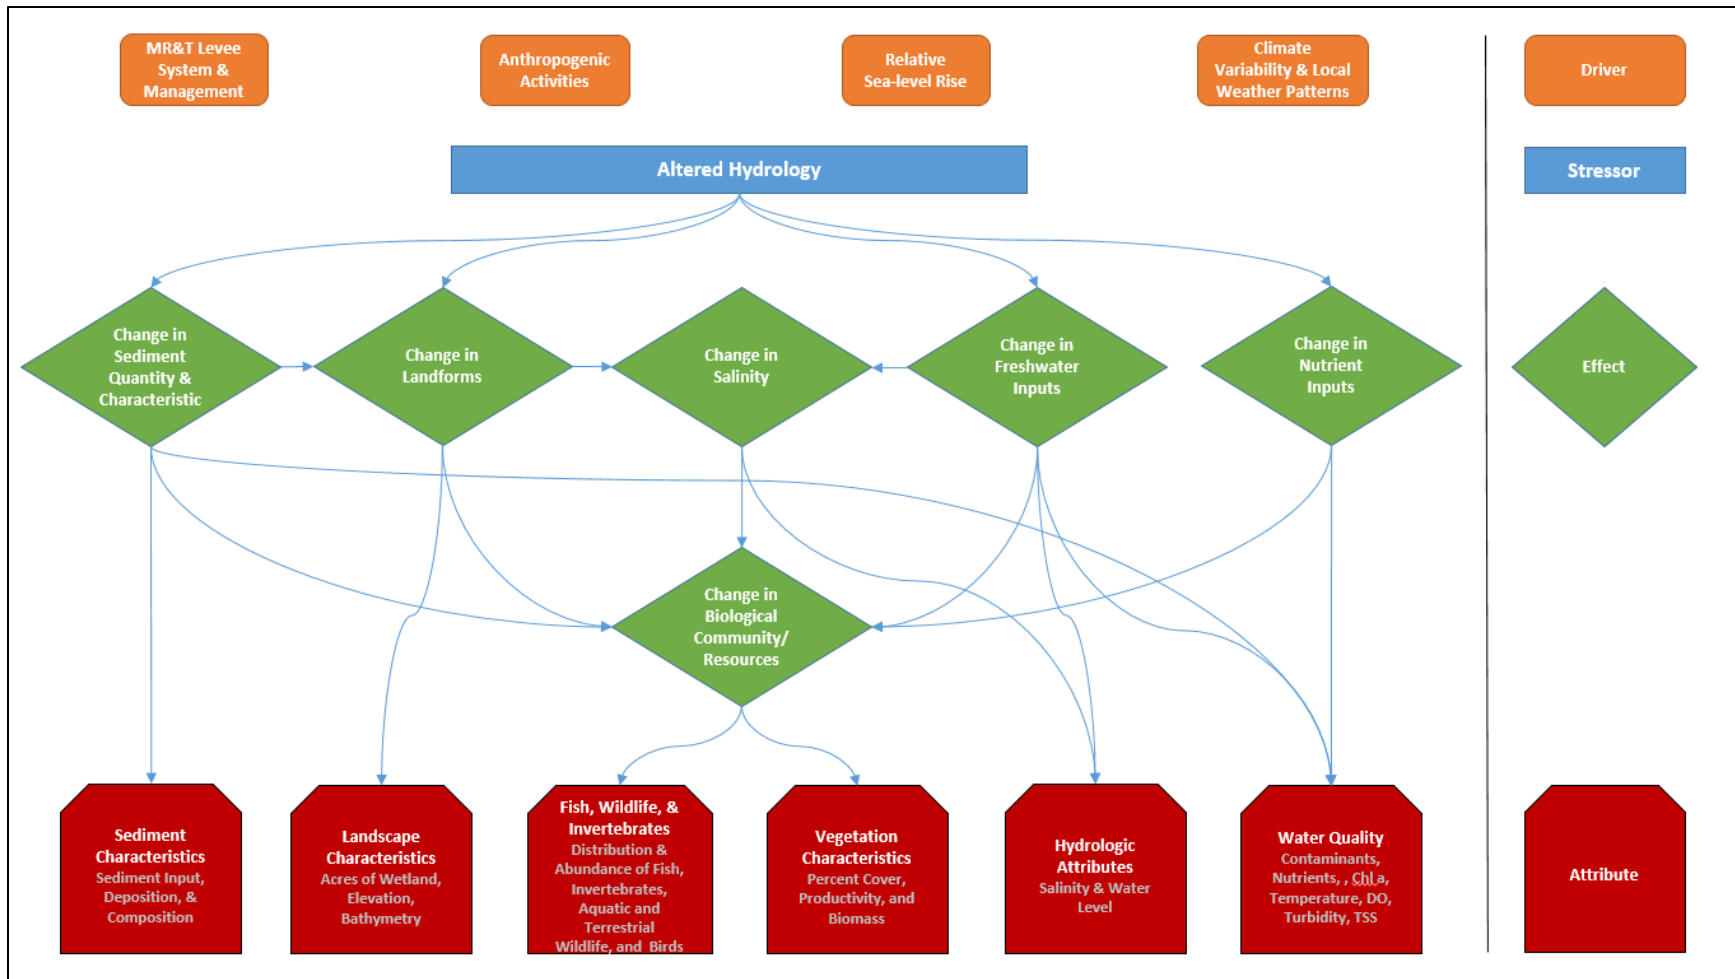 MR&T Levee
System &
Management
Anthropogenic
Activities
Relative
Sea-level Rise
Climate
Variability & Local
Weather Patterns
Driver
Altered Hydrology
Stressor
Change in
Sediment
Quantity &
Characteristic
Change in
Landforms
Change in
Salinity
Change in
Freshwater
Inputs
Change in
Nutrient
Inputs
Effect
Change in
Biological
Community/
Resources
Sediment
Characteristics
Sediment Input,
Deposition, &
Composition
Landscape
Characteristics
Acres of Wetland,
Elevation,
Bathymetry
Fish, Wildlife, &
Invertebrates
Distribution &
Abundance of Fish,
Invertebrates,
Aquatic and
Terrestrial
Wildlife, and Birds
Vegetation
Characteristics
Percent Cover,
Productivity, and
Biomass
Hydrologic
Attributes
Salinity & Water
Level
Water Quality
Contaminants,
Nutrients, , Chl a,
Temperature, DO,
Turbidity, TSS
Attribute